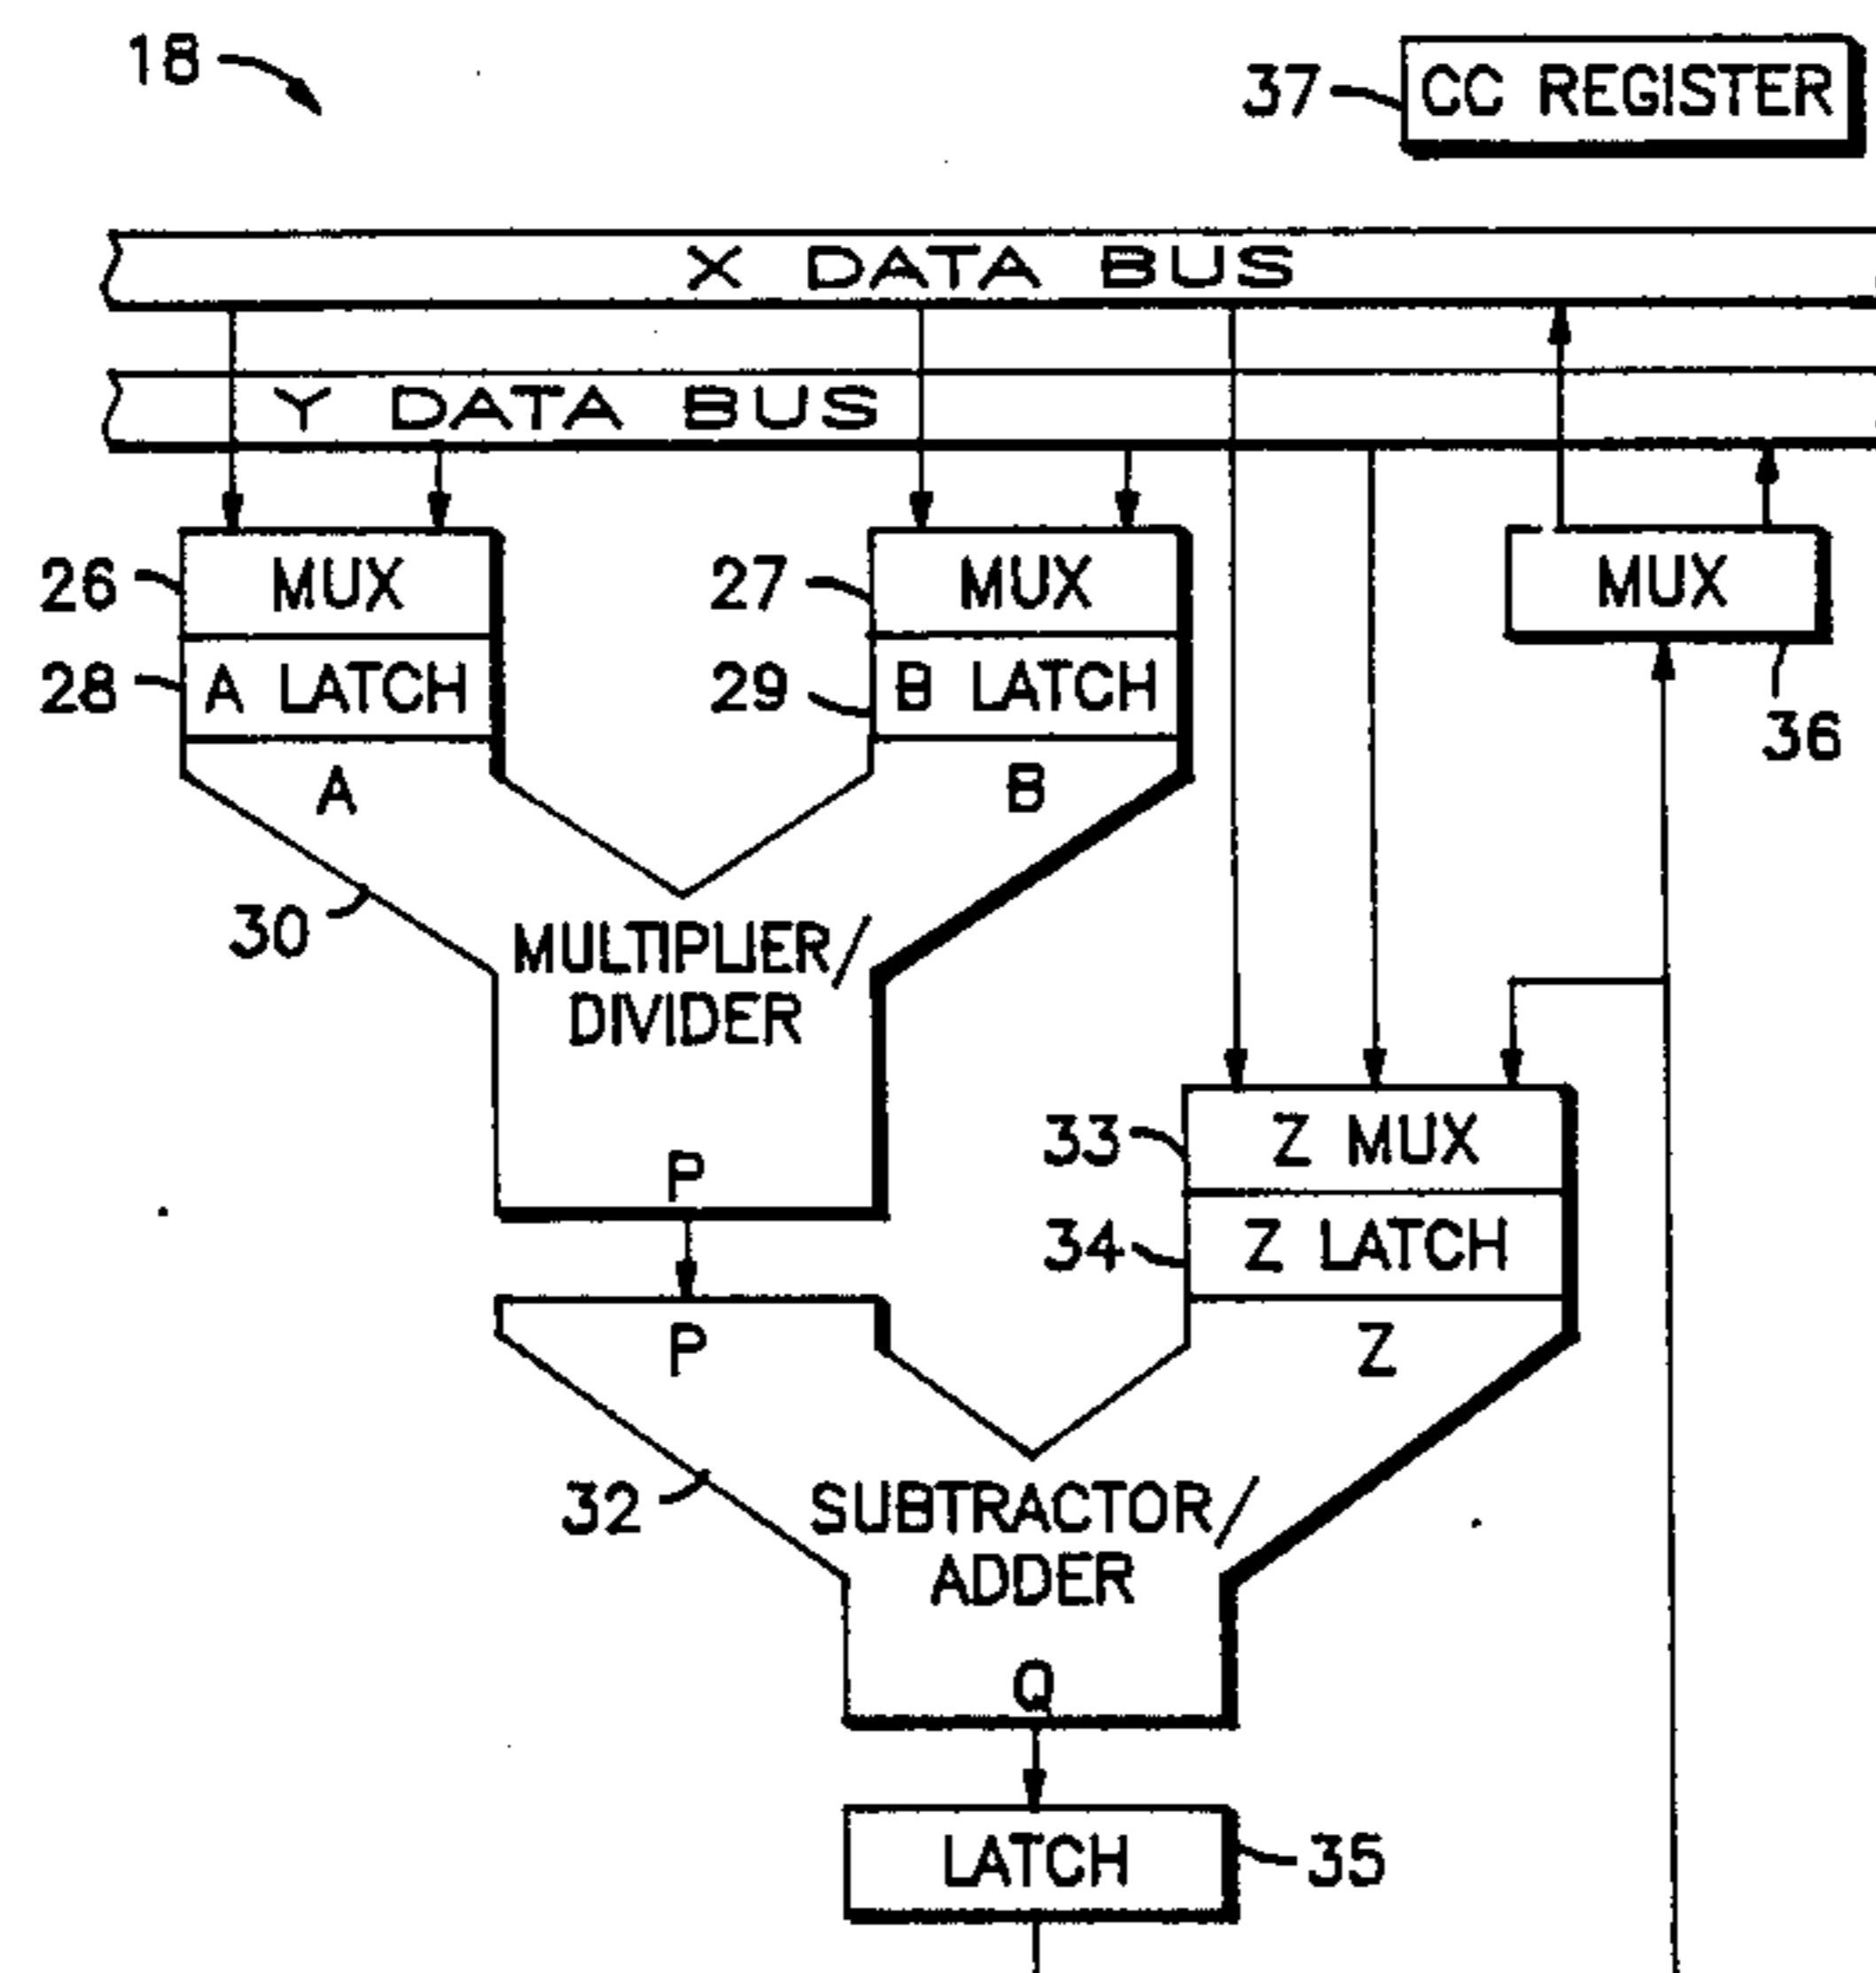 18
37
CC REGISTER
X DATA BUS
Y DATA BUS
26
MUX
27
MUX
MUX
28
A LATCH
29
B LATCH
36
A
B
30
MULTIPLIER/
DIVIDER
33
Z MUX
P
34
Z LATCH
P
Z
32
SUBTRACTOR/
ADDER
Q
LATCH
35